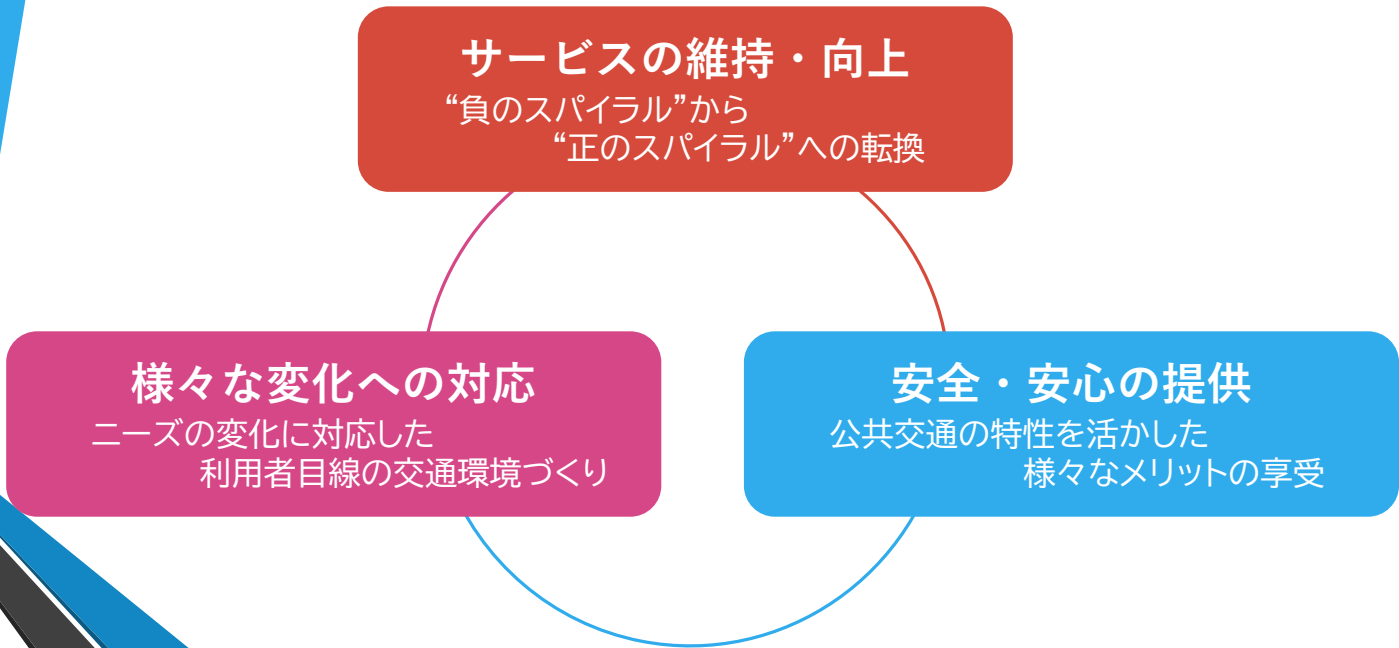 サービスの維持・向上
“負のスパイラル”から
“正のスパイラル”への転換
様々な変化への対応
ニーズの変化に対応した
利用者目線の交通環境づくり
安全・安心の提供
公共交通の特性を活かした
様々なメリットの享受